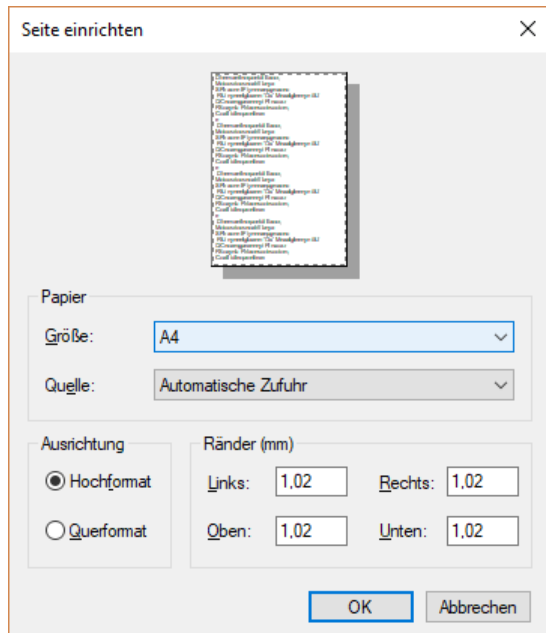 Seite einrichten
Papier
Größe:
A4
Quelle:
Automatische Zufuhr
Ausrichtung
Hochformat
Querformat
Ränder (mm)
Links: 1,02 Rechts: 1,02
Oben: 1,02 Unten: 1,02
OK Abbrechen